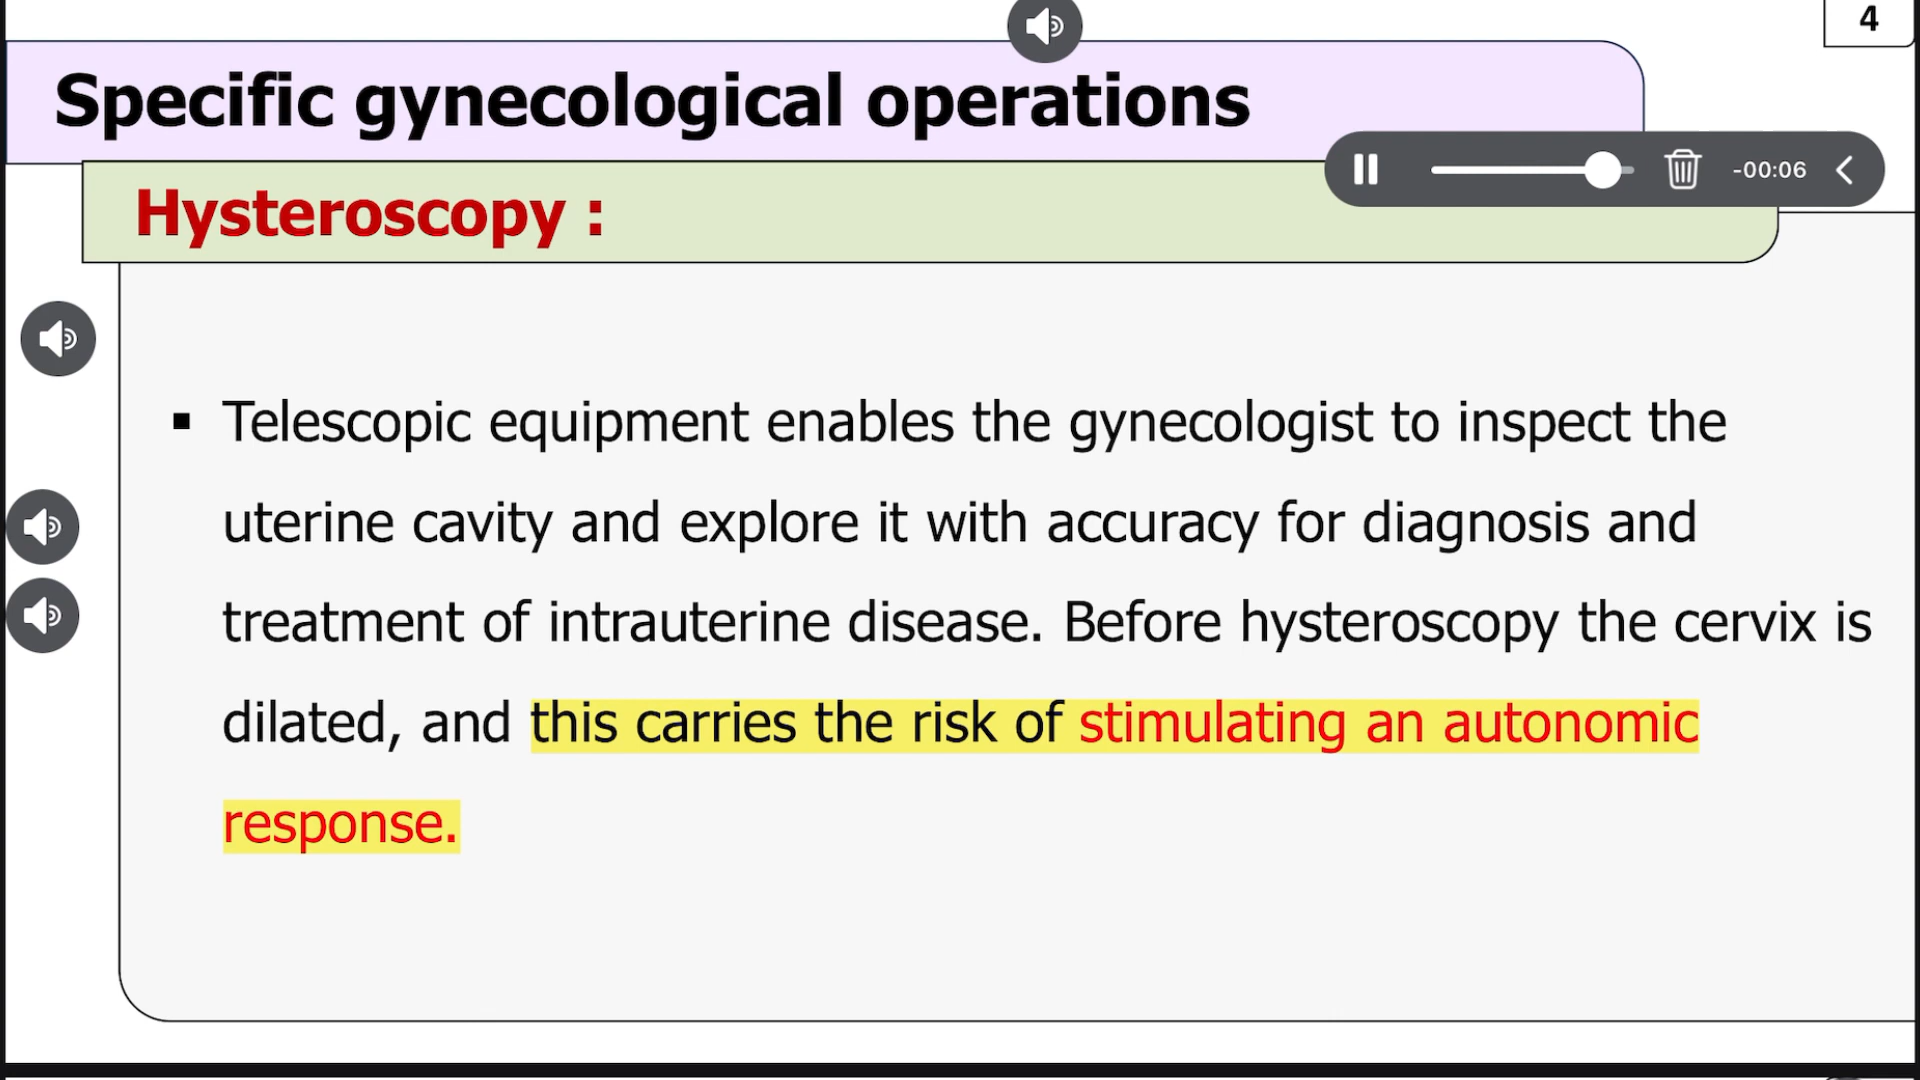 4
Specific gynecological operations
-00:06
Hysteroscopy :
▪ Telescopic equipment enables the gynecologist to inspect the
uterine cavity and explore it with accuracy for diagnosis and
treatment of intrauterine disease. Before hysteroscopy the cervix is
dilated, and this carries the risk of stimulating an autonomic
response.